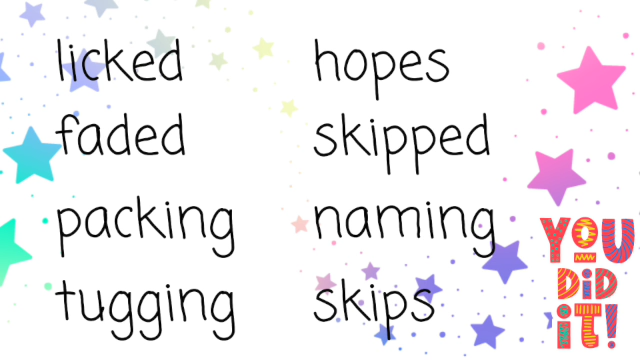 licked
faded
packing
tugging
hopes
skipped
naming
skips
YOU
DiD
iT!